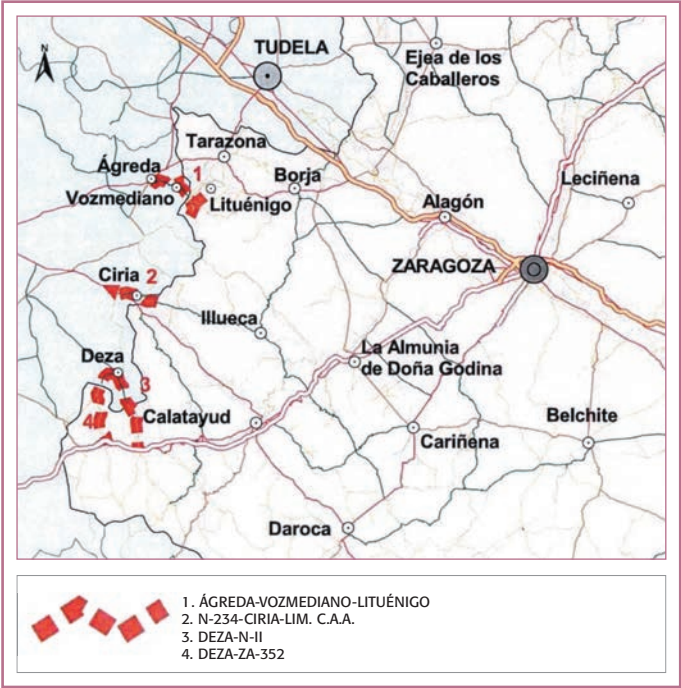 N
TUDELA
Ejea de los
Caballeros
Tarazona
Ágreda
1
Borja
Leciñena
Vozmediano
Lituénigo
Alagón
ZARAGOZA
Ciria 2
Illueca
La Almunia
de Doña Godina
Deza
3
4
Calatayud
Belchite
Cariñena
Daroca
1. ÁGREDA-VOZMEDIANO-LITUÉNIGO
2. N-234-CIRIA-LIM. C.A.A.
3. DEZA-N-II
4. DEZA-ZA-352